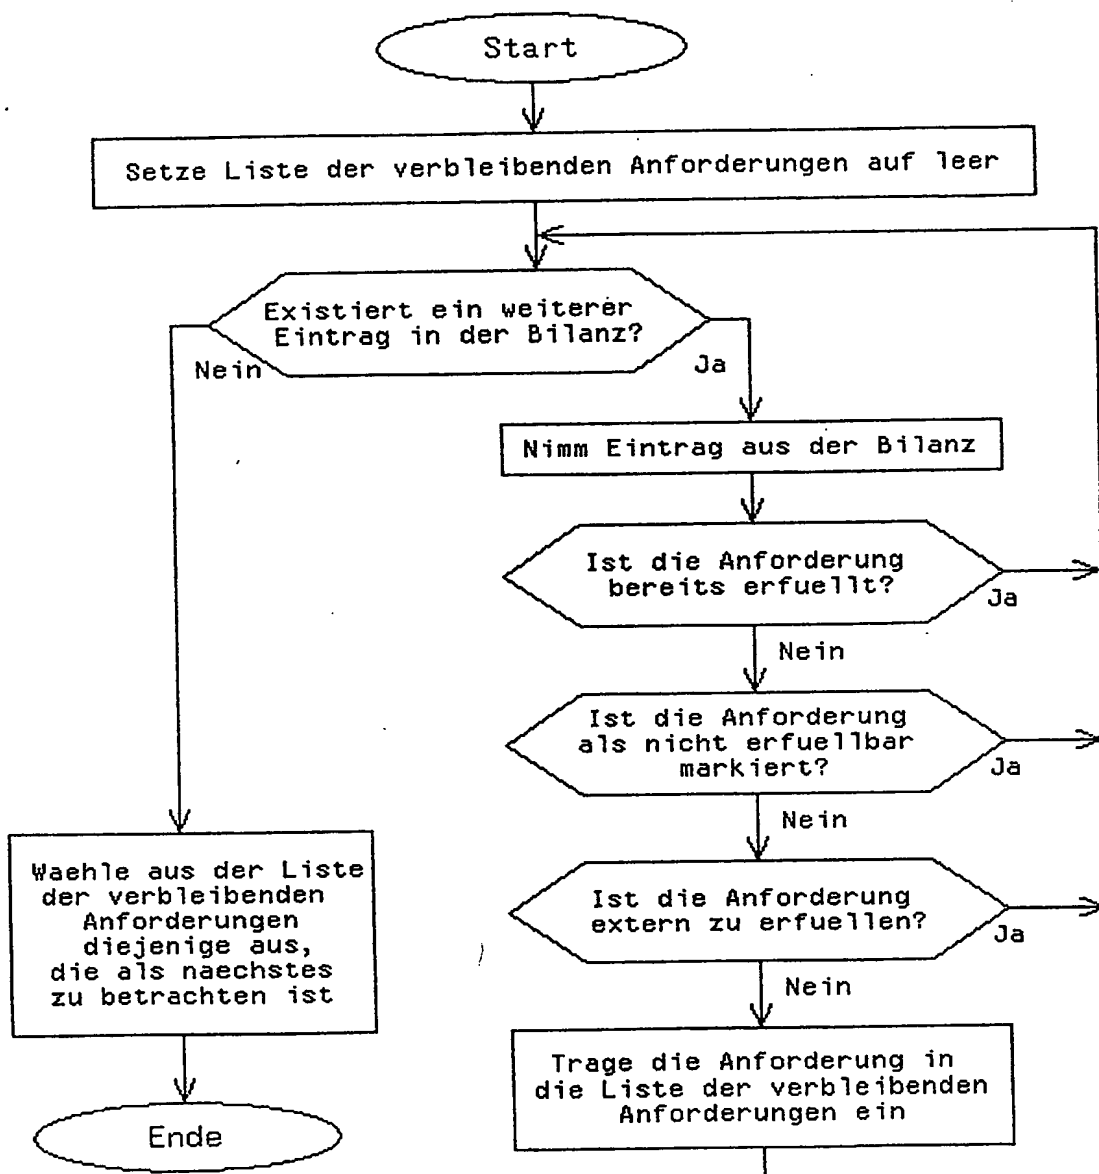 Start
Setze Liste der verbleibenden Anforderungen auf leer
Existiert ein weiterer
Eintrag in der Bilanz?
Nein
Ja
Nimm Eintrag aus der Bilanz
Ist die Anforderung
bereits erfuellt?
Ja
Nein
Ist die Anforderung
als nicht erfuellbar
markiert?
Ja
Nein
Ist die Anforderung
extern zu erfuellen?
Ja
Nein
Trage die Anforderung in
die Liste der verbleibenden
Anforderungen ein
Waehle aus der Liste
der verbleibenden
Anforderungen
diejenige aus,
die als naechstes
zu betrachten ist
Ende